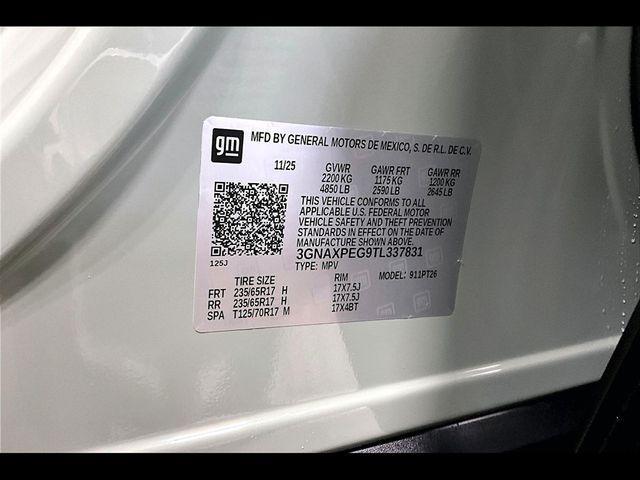 gm MFD BY GENERAL MOTORS DE MEXICO, S. DE R.L. DE C.V.
11/25 GVWR GAWR FRT GAWR RR
2200 KG 1175 KG 1200 KG
4850 LB 2590 LB 2645 LB
THIS VEHICLE CONFORMS TO ALL
APPLICABLE U.S. FEDERAL MOTOR
VEHICLE SAFETY AND THEFT PREVENTION
STANDARDS IN EFFECT ON THE DATE OF
MANUFACTURE SHOWN ABOVE.
3GNAXPEG9TL337831
125J
TYPE: MPV MODEL: 911PT26
TIRE SIZE RIM
FRT 235/65R17 H 17X7.5J
RR 235/65R17 H 17X7.5J
SPA T125/70R17 M 17X4BT